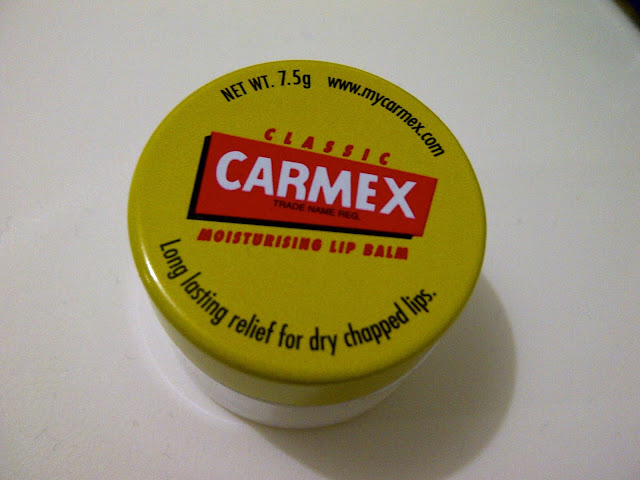 NET WT. 7.5g www.mycarmex.com
CLASSIC
CARMEX
TRADE NAME REG.
MOISTURISING LIP BALM
Long lasting relief for dry chapped lips.